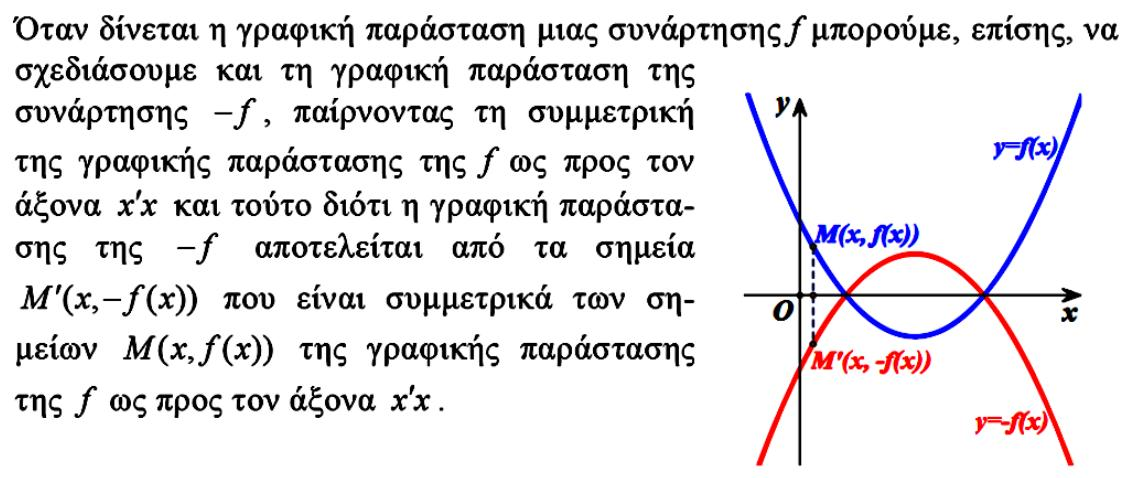 Όταν δίνεται η γραφική παράσταση μιας συνάρτησης f μπορούμε, επίσης, να
σχεδιάσουμε και τη γραφική παράσταση της
συνάρτησης −f, παίρνοντας τη συμμετρική
της γραφικής παράστασης της f ως προς τον
άξονα x′x και τούτο διότι η γραφική παράστα-
σης της −f αποτελείται από τα σημεία
M′(x,−f(x)) που είναι συμμετρικά των ση-
μείων M(x,f(x)) της γραφικής παράστασης
της f ως προς τον άξονα x′x.
y
y=f(x)
M(x, f(x))
O
x
M'(x, -f(x))
y=-f(x)